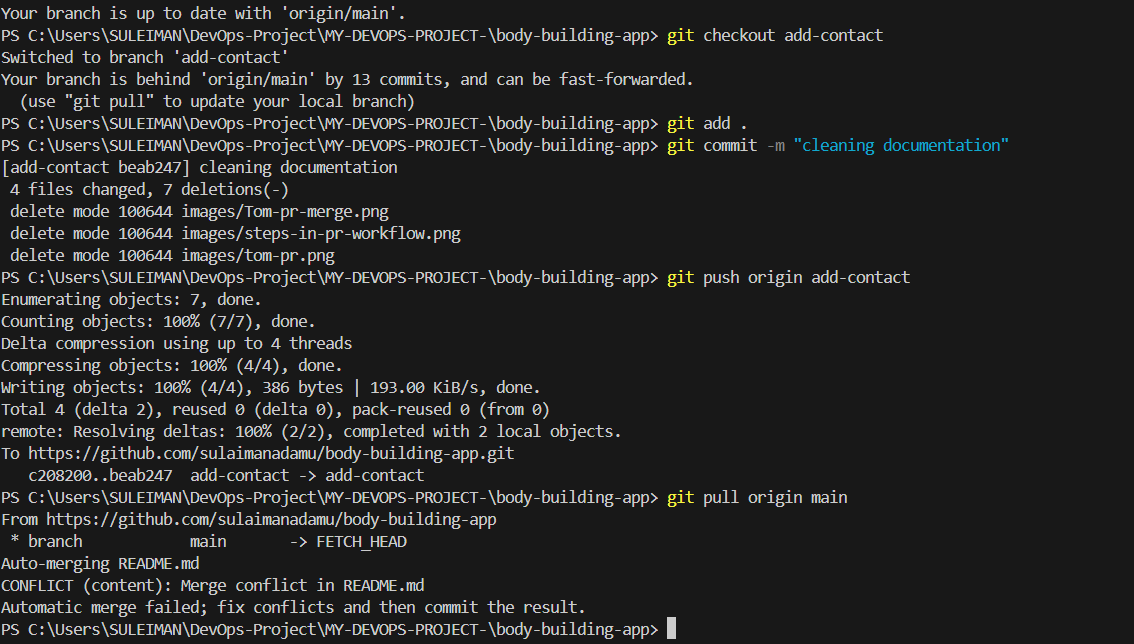 Your branch is up to date with 'origin/main'.
PS C:\Users\SULEIMAN\DevOps-Project\MY-DEVOPS-PROJECT-\body-building-app> git checkout add-contact
Switched to branch 'add-contact'
Your branch is behind 'origin/main' by 13 commits, and can be fast-forwarded.
  (use "git pull" to update your local branch)
PS C:\Users\SULEIMAN\DevOps-Project\MY-DEVOPS-PROJECT-\body-building-app> git add .
PS C:\Users\SULEIMAN\DevOps-Project\MY-DEVOPS-PROJECT-\body-building-app> git commit -m "cleaning documentation"
[add-contact beab247] cleaning documentation
 4 files changed, 7 deletions(-)
 delete mode 100644 images/Tom-pr-merge.png
 delete mode 100644 images/steps-in-pr-workflow.png
 delete mode 100644 images/tom-pr.png
PS C:\Users\SULEIMAN\DevOps-Project\MY-DEVOPS-PROJECT-\body-building-app> git push origin add-contact
Enumerating objects: 7, done.
Counting objects: 100% (7/7), done.
Delta compression using up to 4 threads
Compressing objects: 100% (4/4), done.
Writing objects: 100% (4/4), 386 bytes | 193.00 KiB/s, done.
Total 4 (delta 2), reused 0 (delta 0), pack-reused 0 (from 0)
remote: Resolving deltas: 100% (2/2), completed with 2 local objects.
To https://github.com/sulaimanadamu/body-building-app.git
   c208200..beab247  add-contact -> add-contact
PS C:\Users\SULEIMAN\DevOps-Project\MY-DEVOPS-PROJECT-\body-building-app> git pull origin main
From https://github.com/sulaimanadamu/body-building-app
 * branch            main       -> FETCH_HEAD
Auto-merging README.md
CONFLICT (content): Merge conflict in README.md
Automatic merge failed; fix conflicts and then commit the result.
PS C:\Users\SULEIMAN\DevOps-Project\MY-DEVOPS-PROJECT-\body-building-app>